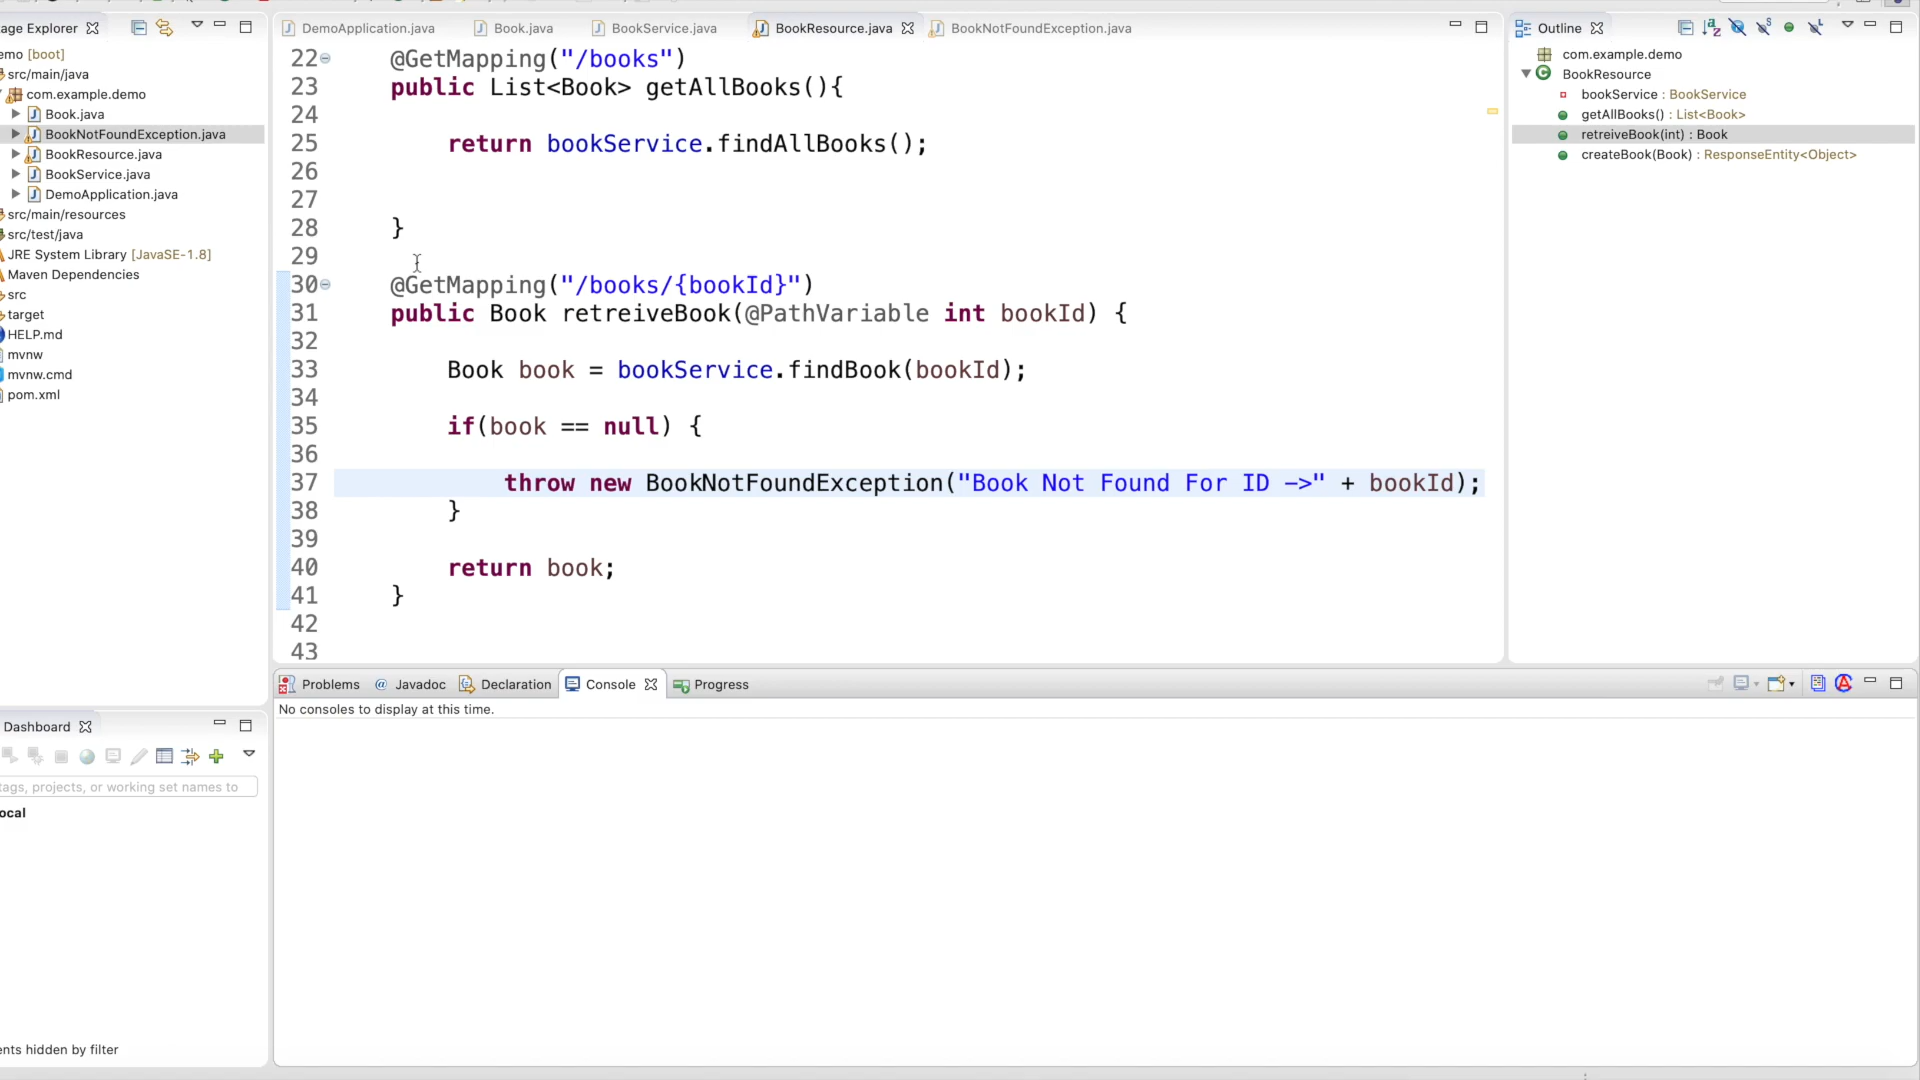 age Explorer
emo [boot]
src/main/java
com.example.demo
Book.java
BookNotFoundException.java
BookResource.java
BookService.java
DemoApplication.java
src/main/resources
src/test/java
JRE System Library [JavaSE-1.8]
Maven Dependencies
src
target
HELP.md
mvnw
mvnw.cmd
pom.xml
Dashboard
tags, projects, or working set names to
ocal
ents hidden by filter
DemoApplication.java
Book.java
BookService.java
BookResource.java
BookNotFoundException.java
22 @GetMapping("/books")
23 public List<Book> getAllBooks(){
24
25 return bookService.findAllBooks();
26
27
28 }
29
30 @GetMapping("/books/{bookId}")
31 public Book retreiveBook(@PathVariable int bookId) {
32
33 Book book = bookService.findBook(bookId);
34
35 if(book == null) {
36
37 throw new BookNotFoundException("Book Not Found For ID ->" + bookId);
38 }
39
40 return book;
41 }
42
43
Problems
@ Javadoc
Declaration
Console
Progress
No consoles to display at this time.
Outline
com.example.demo
BookResource
bookService : BookService
getAllBooks() : List<Book>
retreiveBook(int) : Book
createBook(Book) : ResponseEntity<Object>